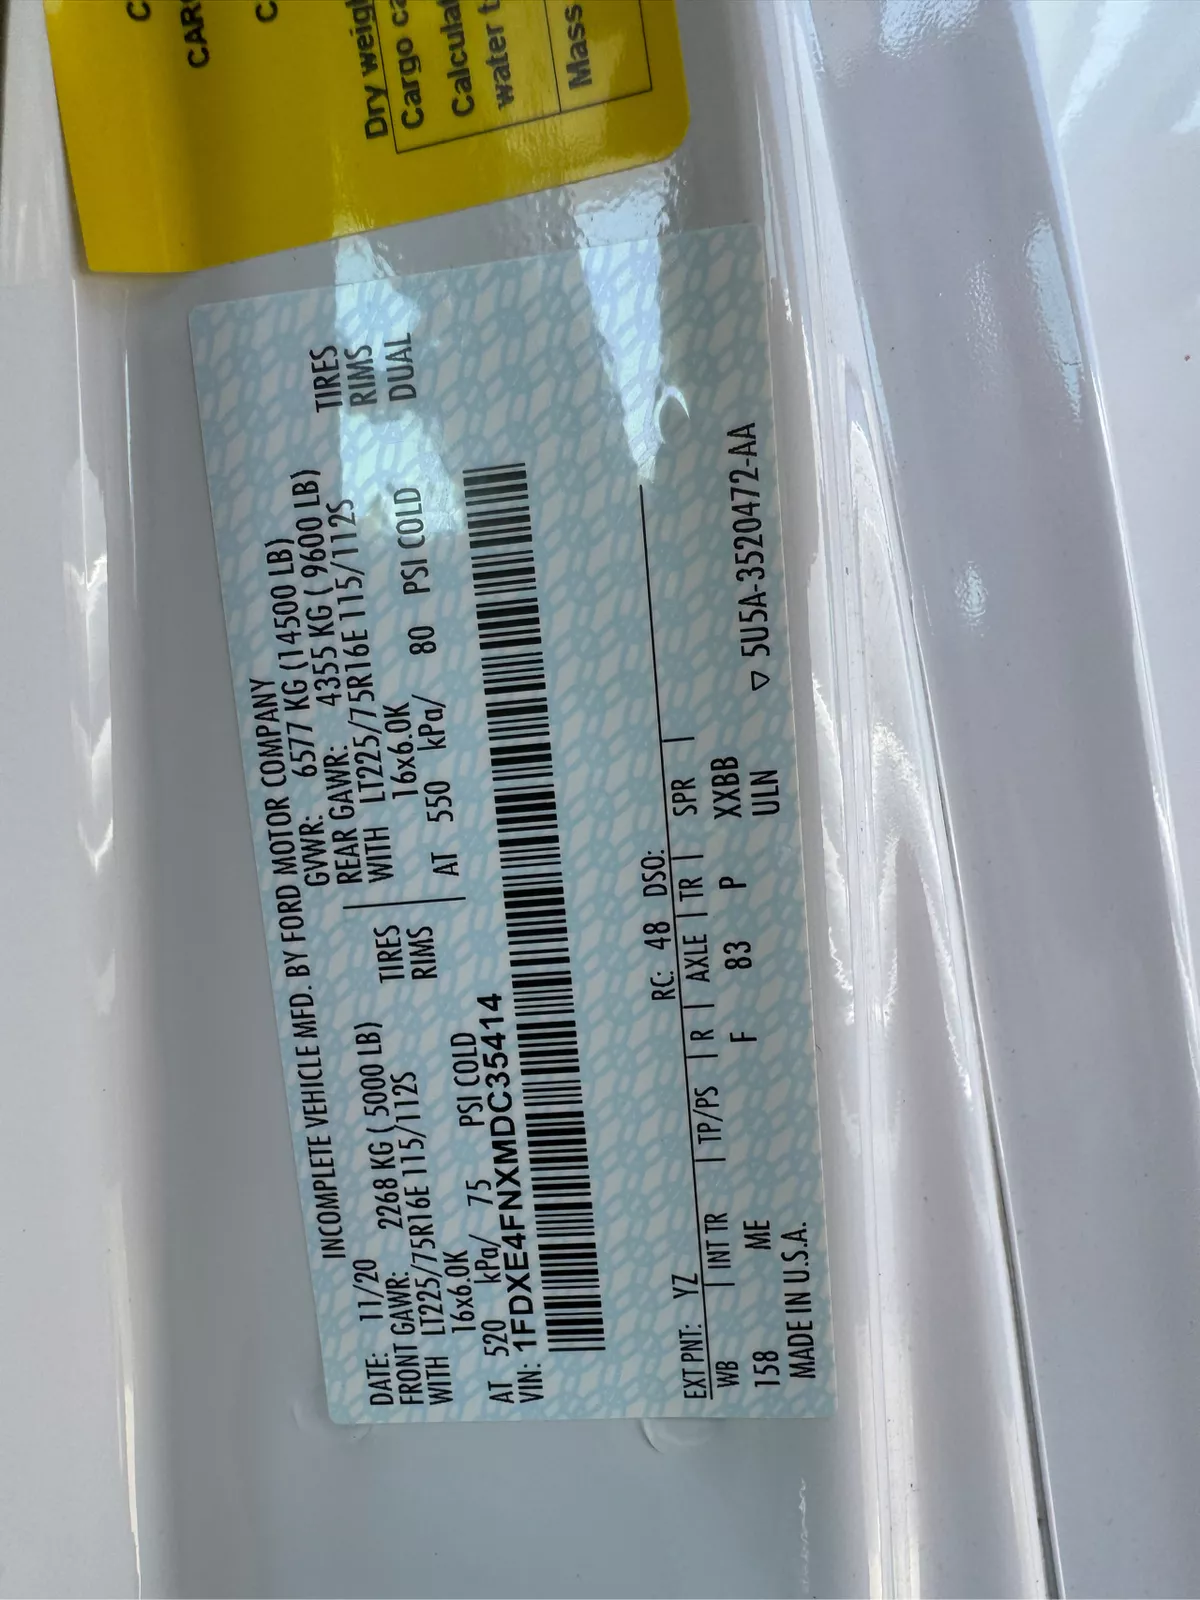 INCOMPLETE VEHICLE MFD. BY FORD MOTOR COMPANY
DATE: 11/20 GVWR: 6577 KG (14500 LB)
FRONT GAWR: 2268 KG ( 5000 LB) REAR GAWR: 4355 KG ( 9600 LB)
WITH LT225/75R16E 115/112S TIRES WITH LT225/75R16E 115/112S TIRES
16x6.0K RIMS 16x6.0K RIMS
AT 520 kPa/ 75 PSI COLD AT 550 kPa/ 80 PSI COLD DUAL
VIN: 1FDXE4FNXMDC35414
EXT PNT: YZ RC: 48 DSO:
WB | INT TR | TP/PS | R | AXLE | TR | SPR |
158 ME F 83 P XXBB
ULN
MADE IN U.S.A. ▽ 5U5A-3520472-AA
Dry
Cargo
water
Mass